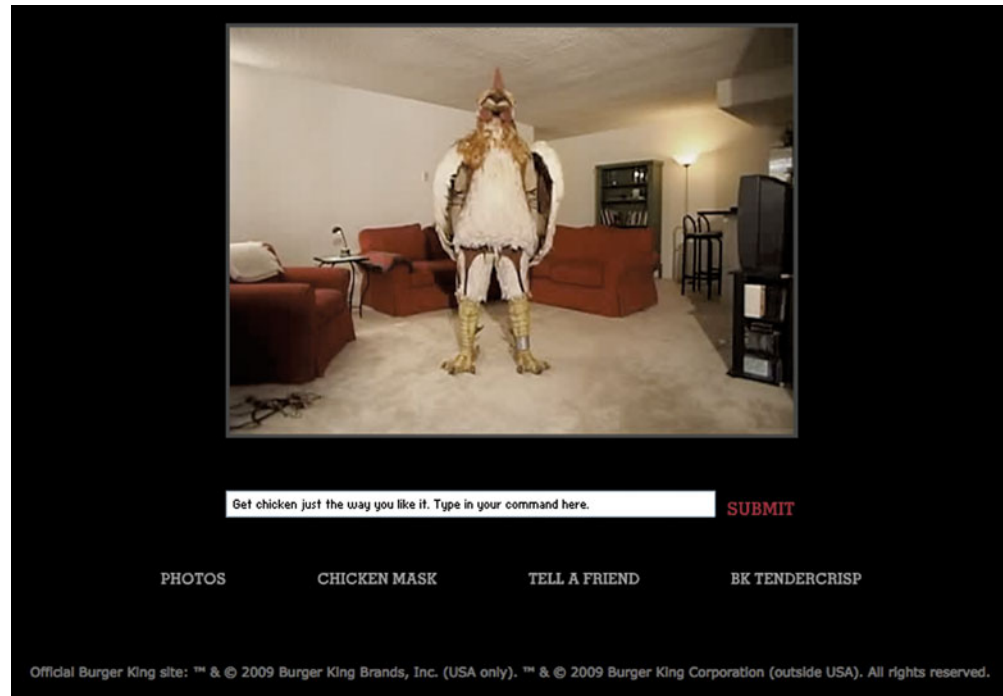 Get chicken just the way you like it. Type in your command here.
SUBMIT
PHOTOS
CHICKEN MASK
TELL A FRIEND
BK TENDERCRISP
Official Burger King site: ™ & © 2009 Burger King Brands, Inc. (USA only). ™ & © 2009 Burger King Corporation (outside USA). All rights reserved.